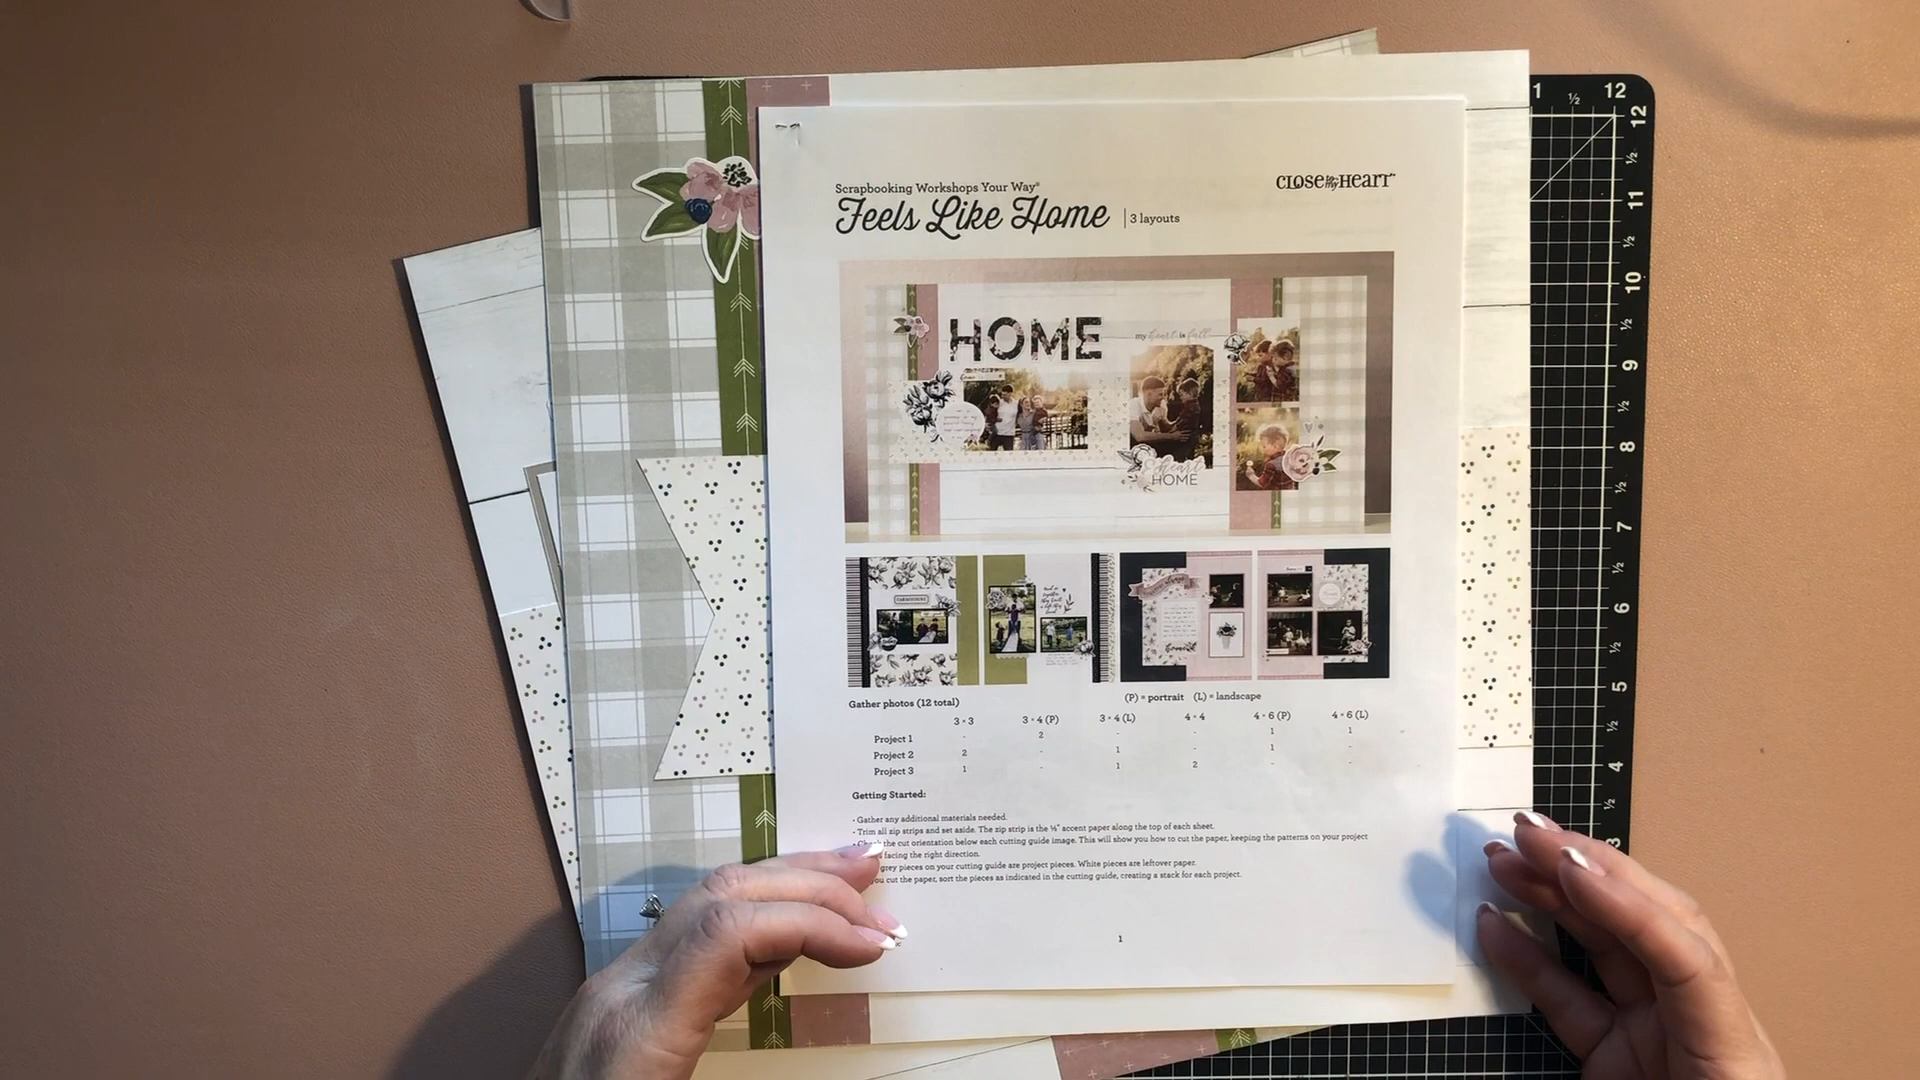 Scrapbooking Workshops Your Way®
CLOSE to my HEART™
Feels Like Home | 3 layouts
HOME
my heart is full
heart
HOME
Gather photos (12 total)
(P) = portrait (L) = landscape
3 × 3 3 × 4 (P) 3 × 4 (L) 4 × 4 4 × 6 (P) 4 × 6 (L)
Project 1 - 2 - - 1 1
Project 2 2 - 1 - 1 -
Project 3 1 - 1 2 - -
Getting Started:
• Gather any additional materials needed.
• Trim all zip strips and set aside. The zip strip is the ½" accent paper along the top of each sheet.
• Check the cut orientation below each cutting guide image. This will show you how to cut the paper, keeping the patterns on your project
facing the right direction.
grey pieces on your cutting guide are project pieces. White pieces are leftover paper.
you cut the paper, sort the pieces as indicated in the cutting guide, creating a stack for each project.
1
1 ½ 12
12
½
11
½
10
½
9
½
8
½
7
½
6
½
5
½
4
½
3